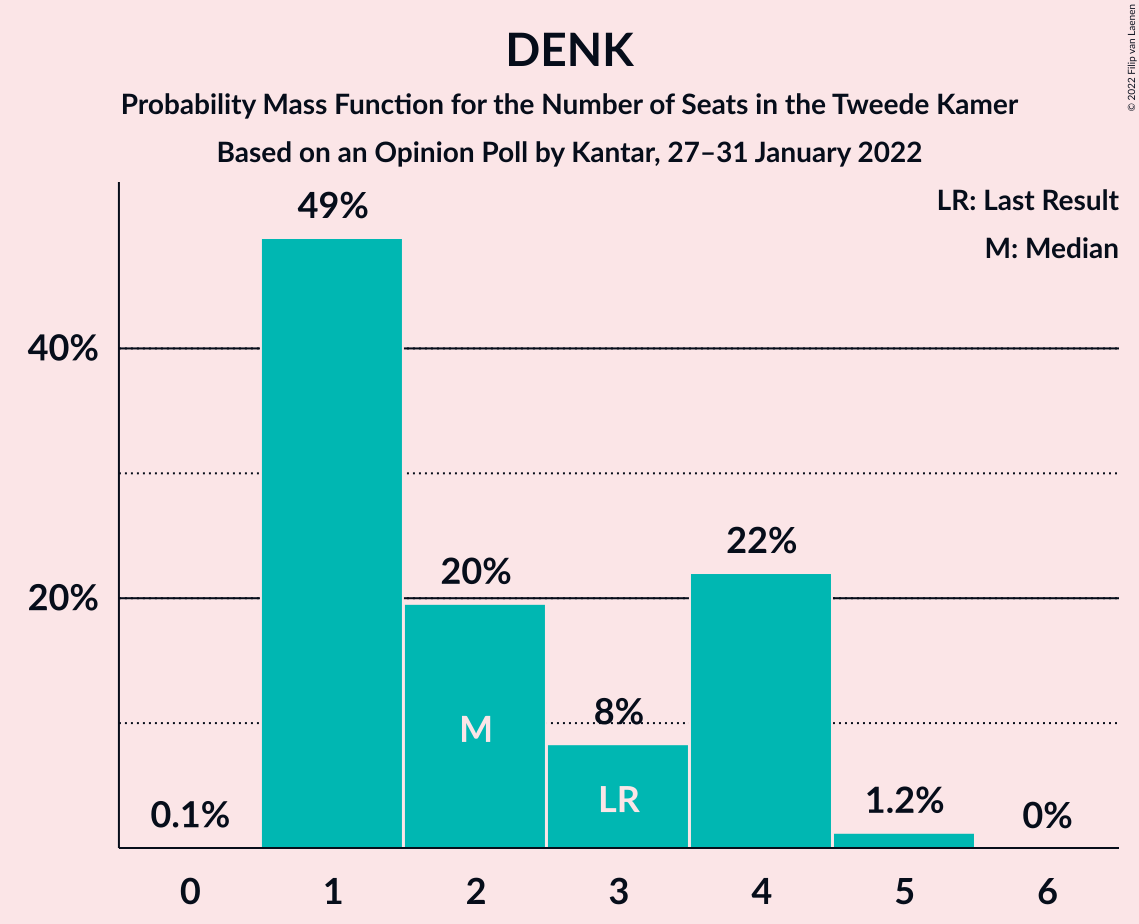 DENK
Probability Mass Function for the Number of Seats in the Tweede Kamer
Based on an Opinion Poll by Kantar, 27–31 January 2022
© 2022 Filip van Laenen
LR: Last Result
M: Median
49%
40%
22%
20%
20%
8%
M
LR
0.1%
1.2%
0%
0 1 2 3 4 5 6